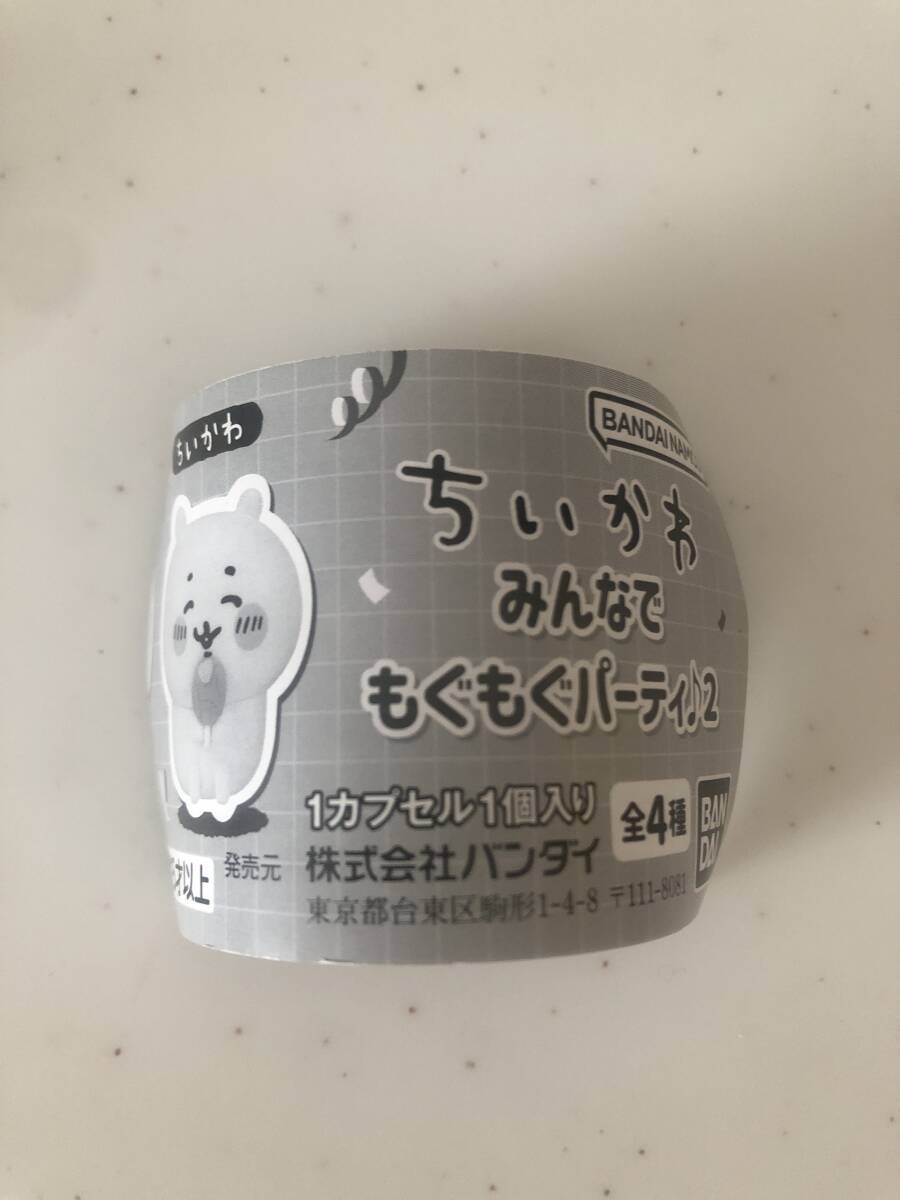 ちいかわ
BANDAI NAM
ちいかわ
みんなで
もぐもぐパーティ♪2
1カプセル1個入り
全4種
BAN
DAI
才以上
発売元
株式会社バンダイ
東京都台東区駒形1-4-8 〒111-8081